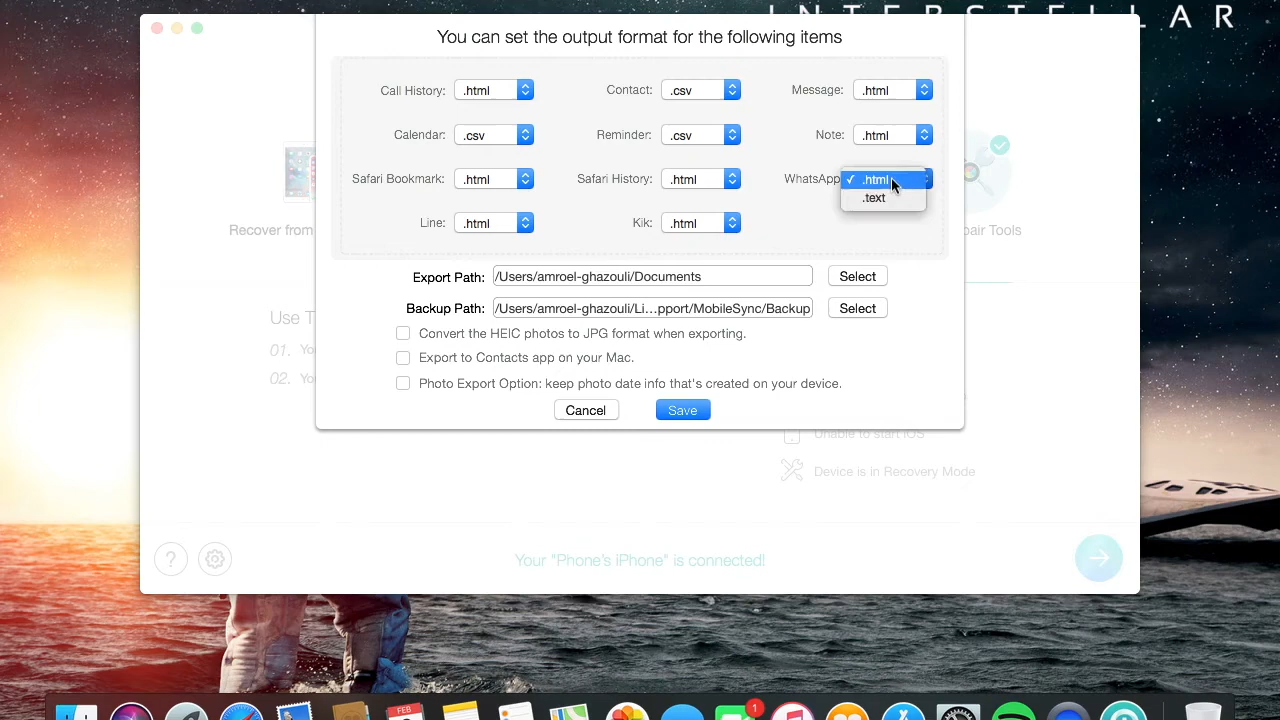 INTERSTELLAR
You can set the output format for the following items
Call History: .html Contact: .csv Message: .html
Calendar: .csv Reminder: .csv Note: .html
Safari Bookmark: .html Safari History: .html WhatsApp ✓ .html
.text
Line: .html Kik: .html
Recover from
pair Tools
Export Path: /Users/amroel-ghazouli/Documents Select
Backup Path: /Users/amroel-ghazouli/Li...pport/MobileSync/Backup Select
Use T
01. Yo
02. Yo
Convert the HEIC photos to JPG format when exporting.
Export to Contacts app on your Mac.
Photo Export Option: keep photo date info that's created on your device.
Cancel Save
Unable to start iOS
Device is in Recovery Mode
? Your "Phone's iPhone" is connected!
FEB 1